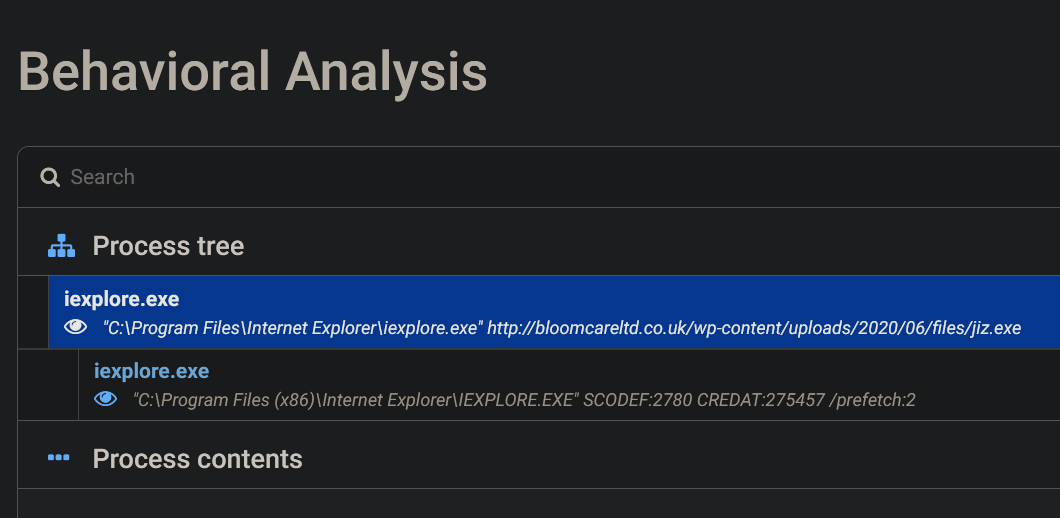 Behavioral Analysis
Search
Process tree
iexplore.exe
"C:\Program Files\Internet Explorer\iexplore.exe" http://bloomcareltd.co.uk/wp-content/uploads/2020/06/files/jiz.exe
iexplore.exe
"C:\Program Files (x86)\Internet Explorer\IEXPLORE.EXE" SCODEF:2780 CREDAT:275457 /prefetch:2
Process contents